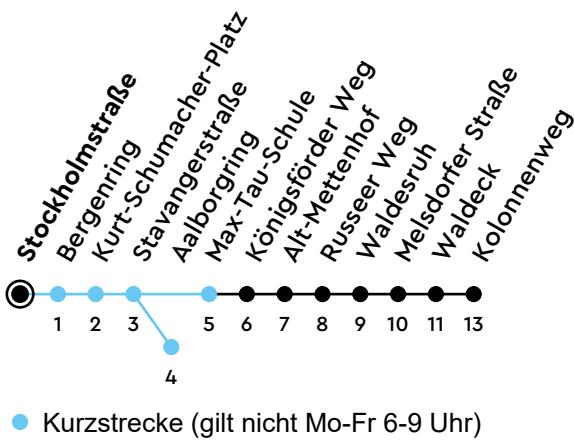 Stockholmstraße
Bergenring
Kurt-Schumacher-Platz
Stavangerstraße
Aalborgring
Max-Tau-Schule
Königsförder Weg
Alt-Mettenhof
Russeer Weg
Waldesruh
Melsdorfer Straße
Waldeck
Kolonnenweg
1 2 3 5 6 7 8 9 10 11 13
4
Kurzstrecke (gilt nicht Mo-Fr 6-9 Uhr)